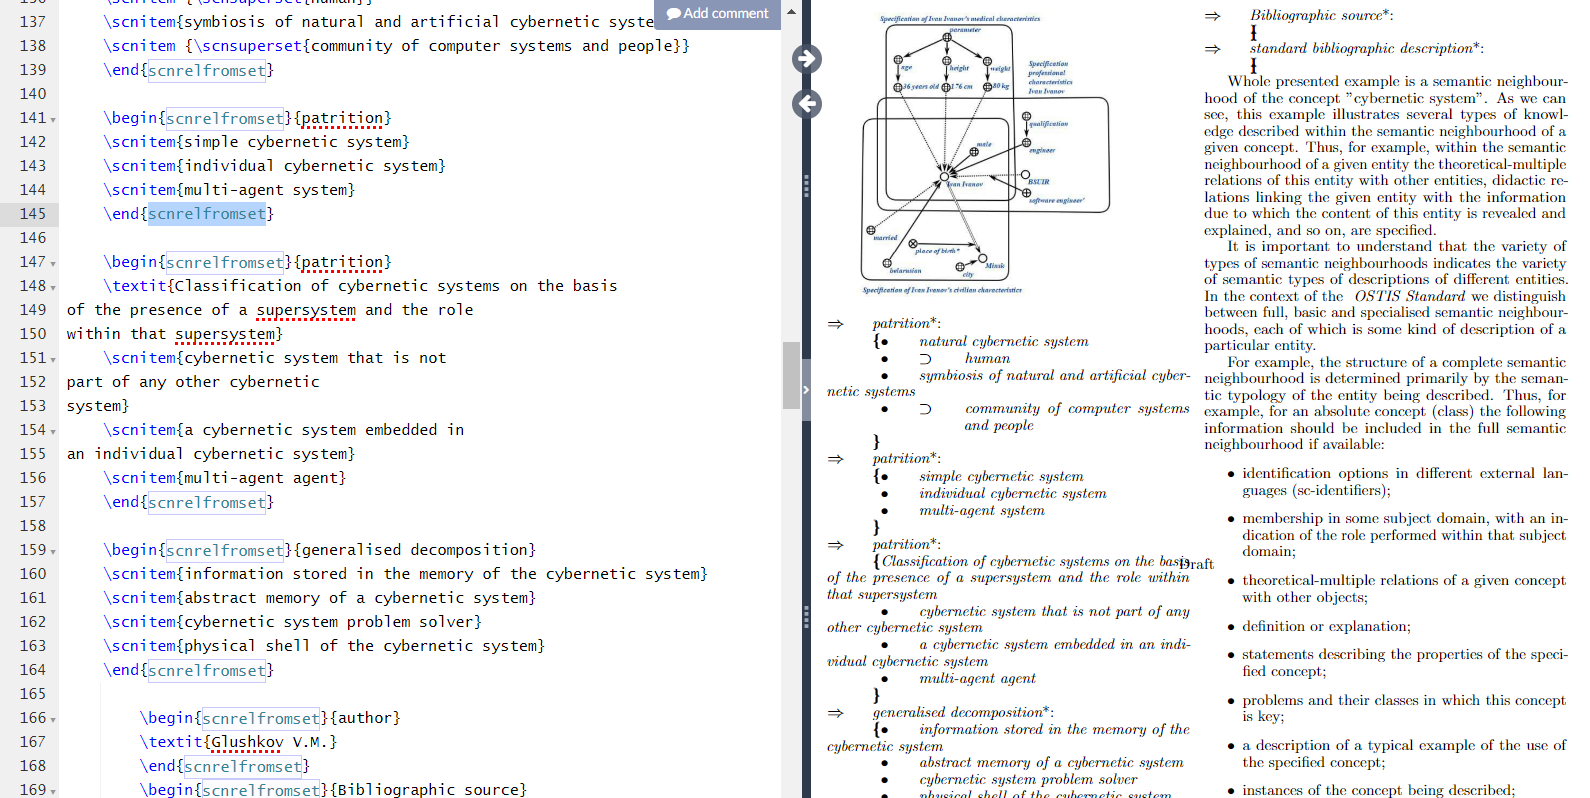 \scnitem{symbiosis of natural and artificial cybernetic syste
Add comment
137
138
\scnitem {\scnsuperset{community of computer systems and people}}
139
\end{scnrelfromset}
140
141
\begin{scnrelfromset}{patrition}
142
\scnitem{simple cybernetic system}
143
\scnitem{individual cybernetic system}
144
\scnitem{multi-agent system}
145
\end{scnrelfromset}
146
147
\begin{scnrelfromset}{patrition}
148
\textit{Classification of cybernetic systems on the basis
149
of the presence of a supersystem and the role
150
within that supersystem}
151
\scnitem{cybernetic system that is not
152
part of any other cybernetic
153
system}
154
\scnitem{a cybernetic system embedded in
155
an individual cybernetic system}
156
\scnitem{multi-agent agent}
157
\end{scnrelfromset}
158
159
\begin{scnrelfromset}{generalised decomposition}
160
\scnitem{information stored in the memory of the cybernetic system}
161
\scnitem{abstract memory of a cybernetic system}
162
\scnitem{cybernetic system problem solver}
163
\scnitem{physical shell of the cybernetic system}
164
\end{scnrelfromset}
165
166
\begin{scnrelfromset}{author}
167
\textit{Glushkov V.M.}
168
\end{scnrelfromset}
169
\begin{scnrelfromset}{Bibliographic source}
Specification of Ivan Ivanov's medical characteristics
parameter
age
height
weight
36 years old
176 cm
80 kg
Specification
professional
characteristics
Ivan Ivanov
qualification
male
engineer
Ivan Ivanov
BSUIR
software engineer'
married
place of birth*
belarusian
city
Minsk
Specification of Ivan Ivanov's civilian characteristics
⇒ patrition*:
{• natural cybernetic system
• ⊃ human
• symbiosis of natural and artificial cyber-
netic systems
• ⊃ community of computer systems
and people
}
⇒ patrition*:
{• simple cybernetic system
• individual cybernetic system
• multi-agent system
}
⇒ patrition*:
{Classification of cybernetic systems on the basis
of the presence of a supersystem and the role within
that supersystem
• cybernetic system that is not part of any
other cybernetic system
• a cybernetic system embedded in an indi-
vidual cybernetic system
• multi-agent agent
}
⇒ generalised decomposition*:
{• information stored in the memory of the
cybernetic system
• abstract memory of a cybernetic system
• cybernetic system problem solver
• physical shell of the cybernetic system
Draft
⇒ Bibliographic source*:
⇒ standard bibliographic description*:
Whole presented example is a semantic neighbour-
hood of the concept ”cybernetic system”. As we can
see, this example illustrates several types of knowl-
edge described within the semantic neighbourhood of a
given concept. Thus, for example, within the semantic
neighbourhood of a given entity the theoretical-multiple
relations of this entity with other entities, didactic re-
lations linking the given entity with the information
due to which the content of this entity is revealed and
explained, and so on, are specified.
It is important to understand that the variety of
types of semantic neighbourhoods indicates the variety
of semantic types of descriptions of different entities.
In the context of the OSTIS Standard we distinguish
between full, basic and specialised semantic neighbour-
hoods, each of which is some kind of description of a
particular entity.
For example, the structure of a complete semantic
neighbourhood is determined primarily by the seman-
tic typology of the entity being described. Thus, for
example, for an absolute concept (class) the following
information should be included in the full semantic
neighbourhood if available:
• identification options in different external lan-
guages (sc-identifiers);
• membership in some subject domain, with an in-
dication of the role performed within that subject
domain;
• theoretical-multiple relations of a given concept
with other objects;
• definition or explanation;
• statements describing the properties of the speci-
fied concept;
• problems and their classes in which this concept
is key;
• a description of a typical example of the use of
the specified concept;
• instances of the concept being described;